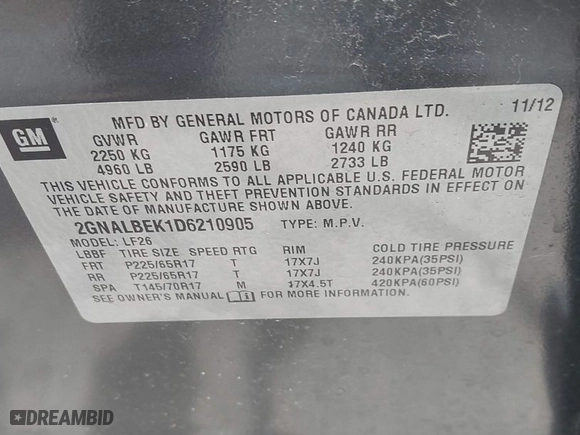 GM
MFD BY GENERAL MOTORS OF CANADA LTD. 11/12
GVWR GAWR FRT GAWR RR
2250 KG 1175 KG 1240 KG
4960 LB 2590 LB 2733 LB
THIS VEHICLE CONFORMS TO ALL APPLICABLE U.S. FEDERAL MOTOR
VEHICLE SAFETY AND THEFT PREVENTION STANDARDS IN EFFECT ON
THE DATE OF MANUFACTURE SHOWN ABOVE.
2GNALBEK1D6210905 TYPE: M.P.V.
MODEL: LF26
LBBF TIRE SIZE SPEED RTG RIM COLD TIRE PRESSURE
FRT P225/65R17 T 17X7J 240KPA(35PSI)
RR P225/65R17 T 17X7J 240KPA(35PSI)
SPA T145/70R17 M 17X4.5T 420KPA(60PSI)
SEE OWNER'S MANUAL FOR MORE INFORMATION.
DREAMBID